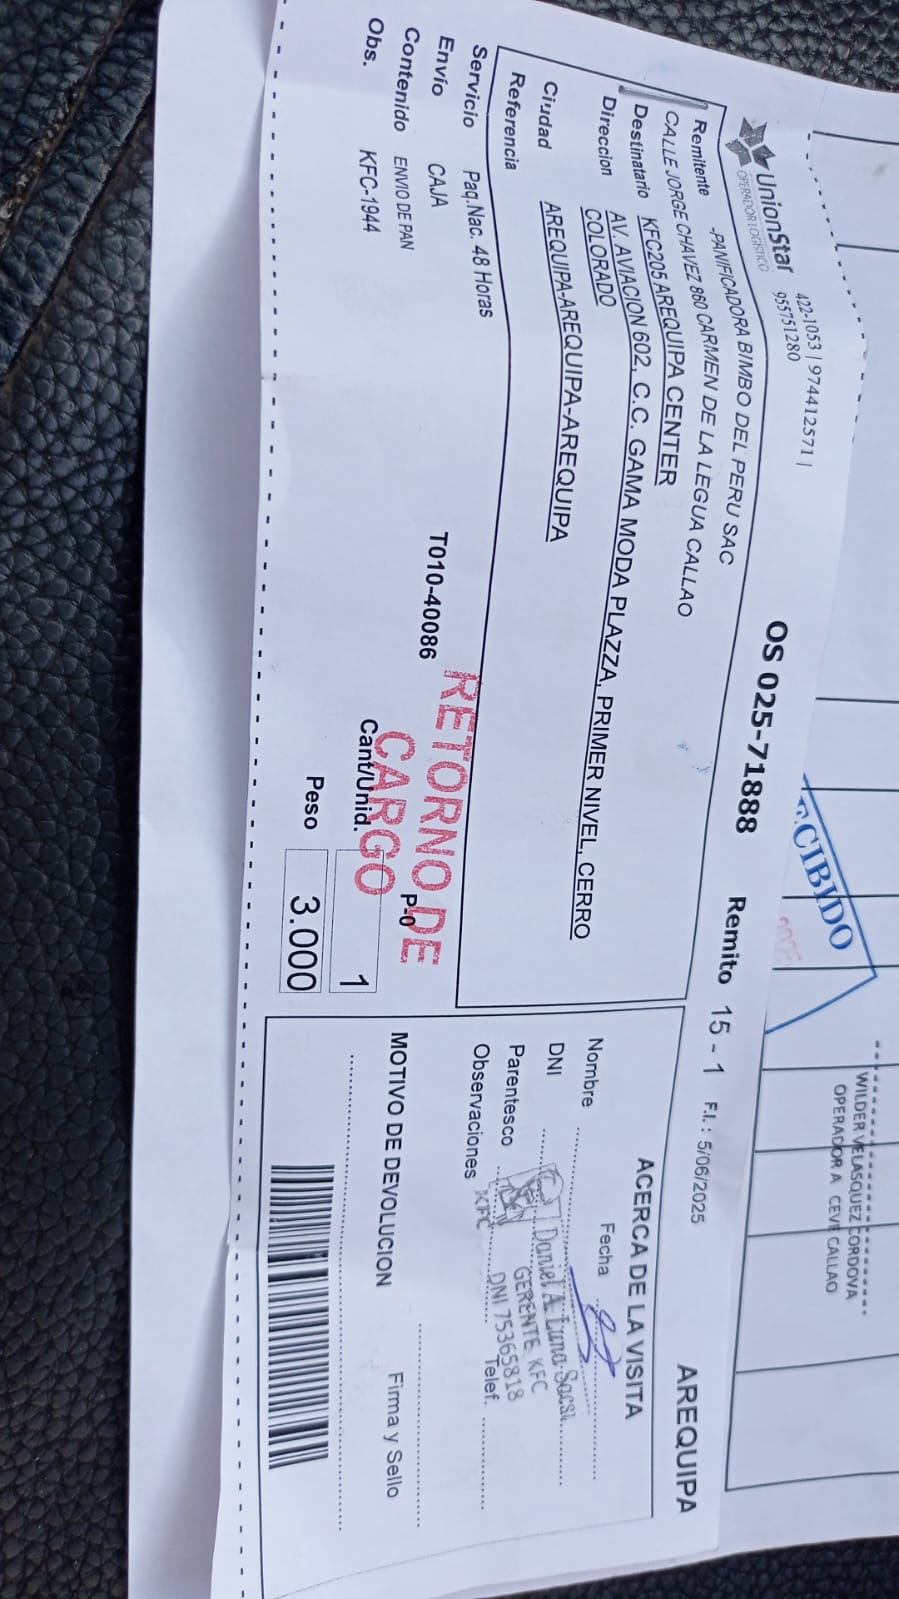 UnionStar
OPERADOR LOGISTICO
422-1053 | 974412571 |
955751280
OS 025-71888
Remito 15 - 1 F.I. : 5/06/2025
AREQUIPA
Remitente -PANIFICADORA BIMBO DEL PERU SAC
CALLE JORGE CHAVEZ 860 CARMEN DE LA LEGUA CALLAO
Destinatario KFC205 AREQUIPA CENTER
Direccion AV. AVIACION 602, C.C. GAMA MODA PLAZZA, PRIMER NIVEL, CERRO
COLORADO
Ciudad AREQUIPA-AREQUIPA-AREQUIPA
Referencia
Servicio Paq.Nac. 48 Horas
Envío CAJA
T010-40086
Contenido ENVIO DE PAN
P-0
Obs. KFC-1944
Cant/Unid. 1
Peso 3.000
RETORNO DE
CARGO
ACERCA DE LA VISITA
Nombre
Fecha
DNI
Parentesco
Observaciones
Telef.
Daniel A. Luna Sacsi
GERENTE KFC
DNI 75365818
KFC
MOTIVO DE DEVOLUCION
Firma y Sello
ECIBIDO
WILDER VELASQUEZ CORDOVA
OPERADOR A CEVE CALLAO